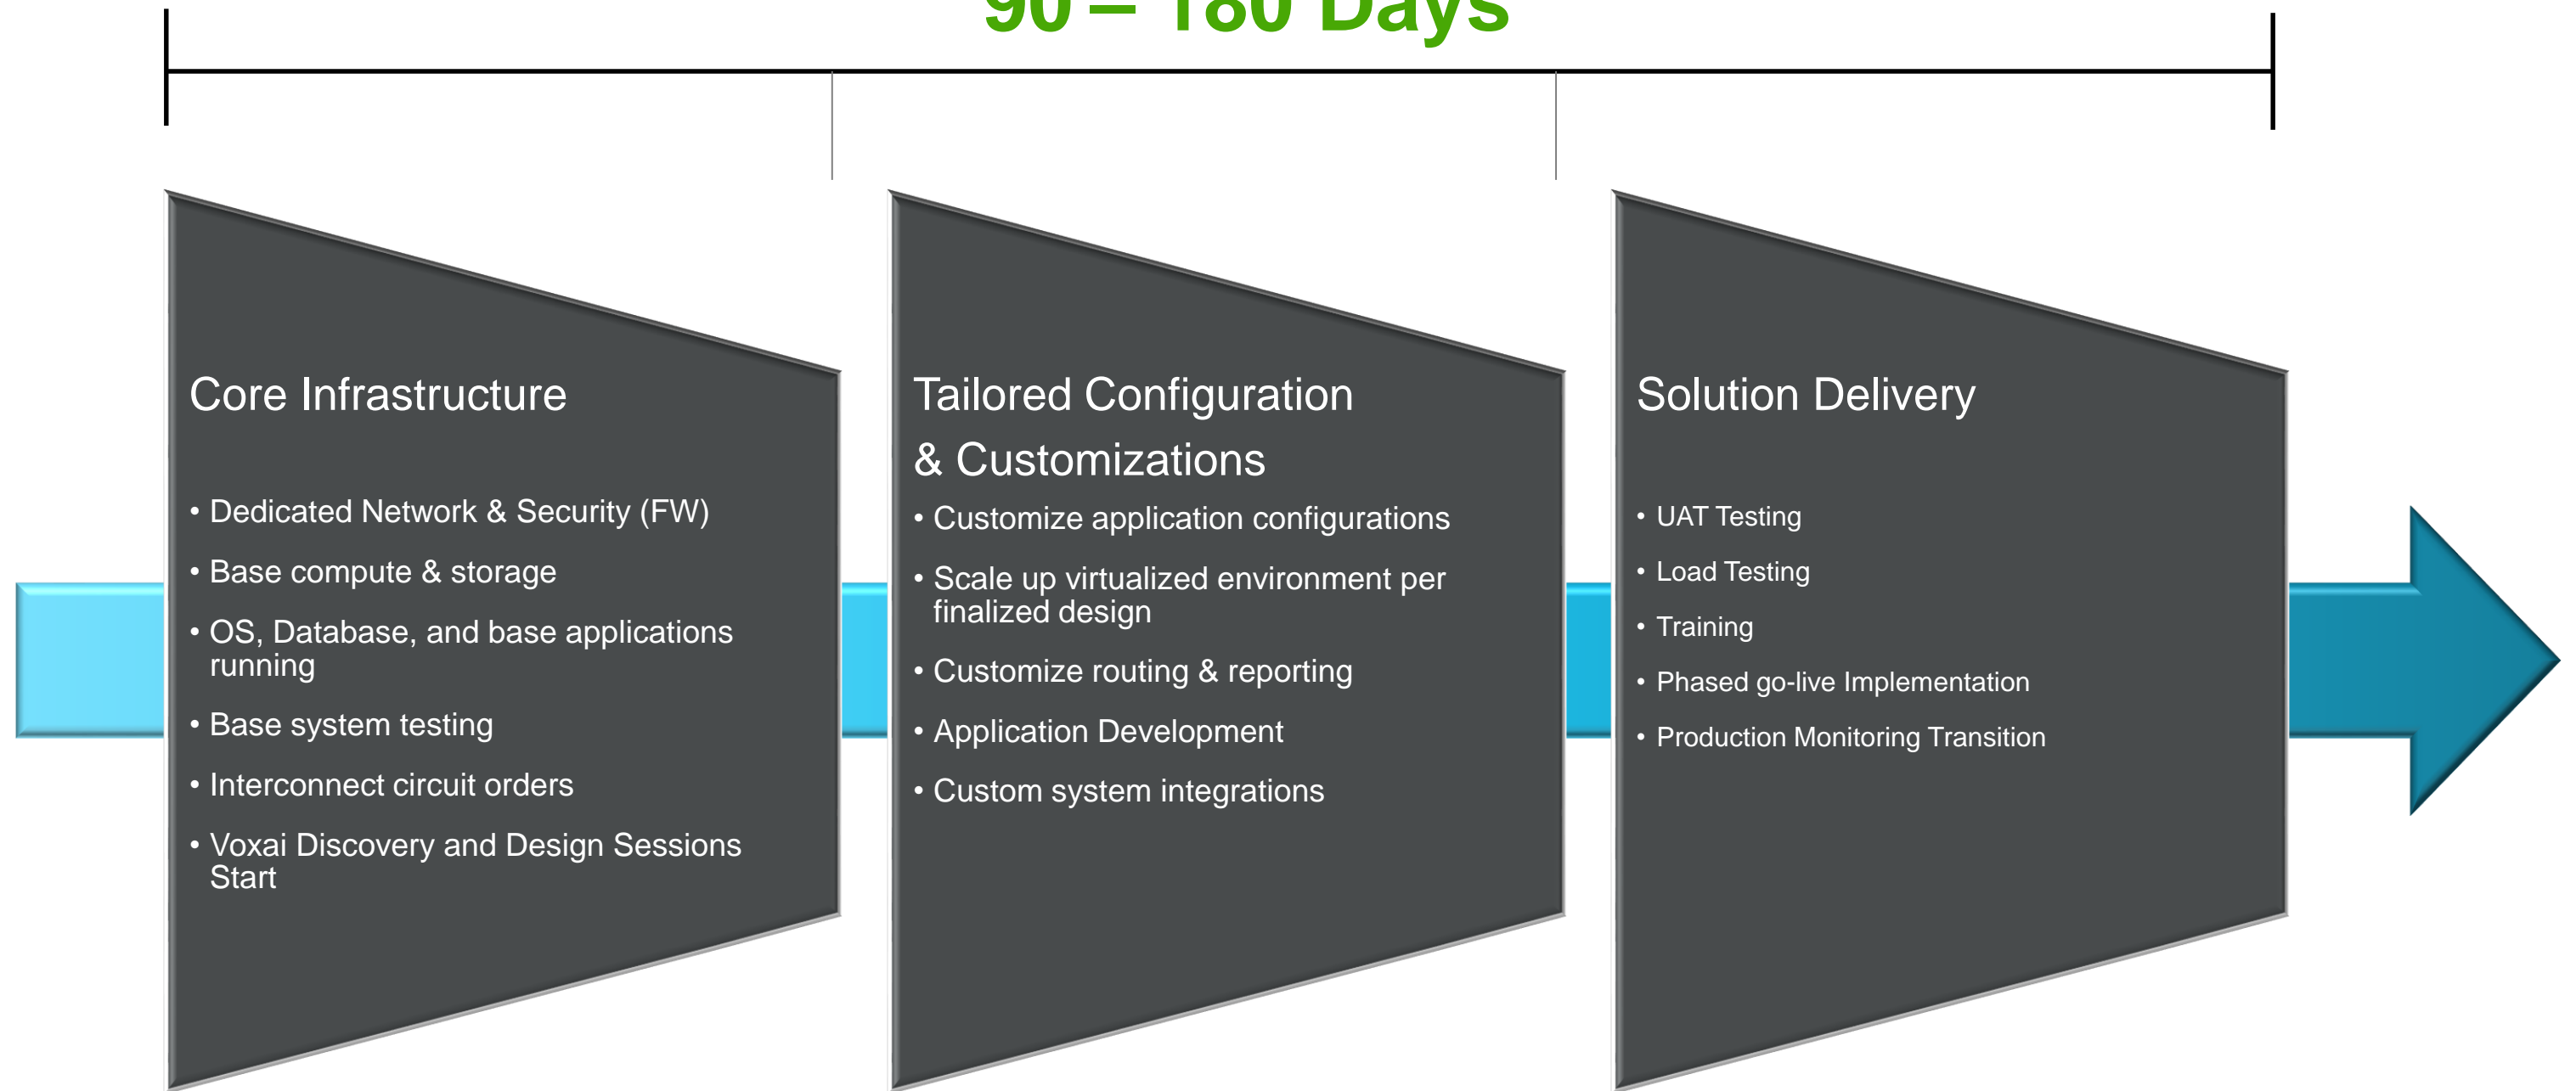 90 – 180 Days
Core Infrastructure
• Dedicated Network & Security (FW)
• Base compute & storage
• OS, Database, and base applications
running
• Base system testing
• Interconnect circuit orders
• Voxai Discovery and Design Sessions
Start
Tailored Configuration
& Customizations
• Customize application configurations
• Scale up virtualized environment per
finalized design
• Customize routing & reporting
• Application Development
• Custom system integrations
Solution Delivery
• UAT Testing
• Load Testing
• Training
• Phased go-live Implementation
• Production Monitoring Transition